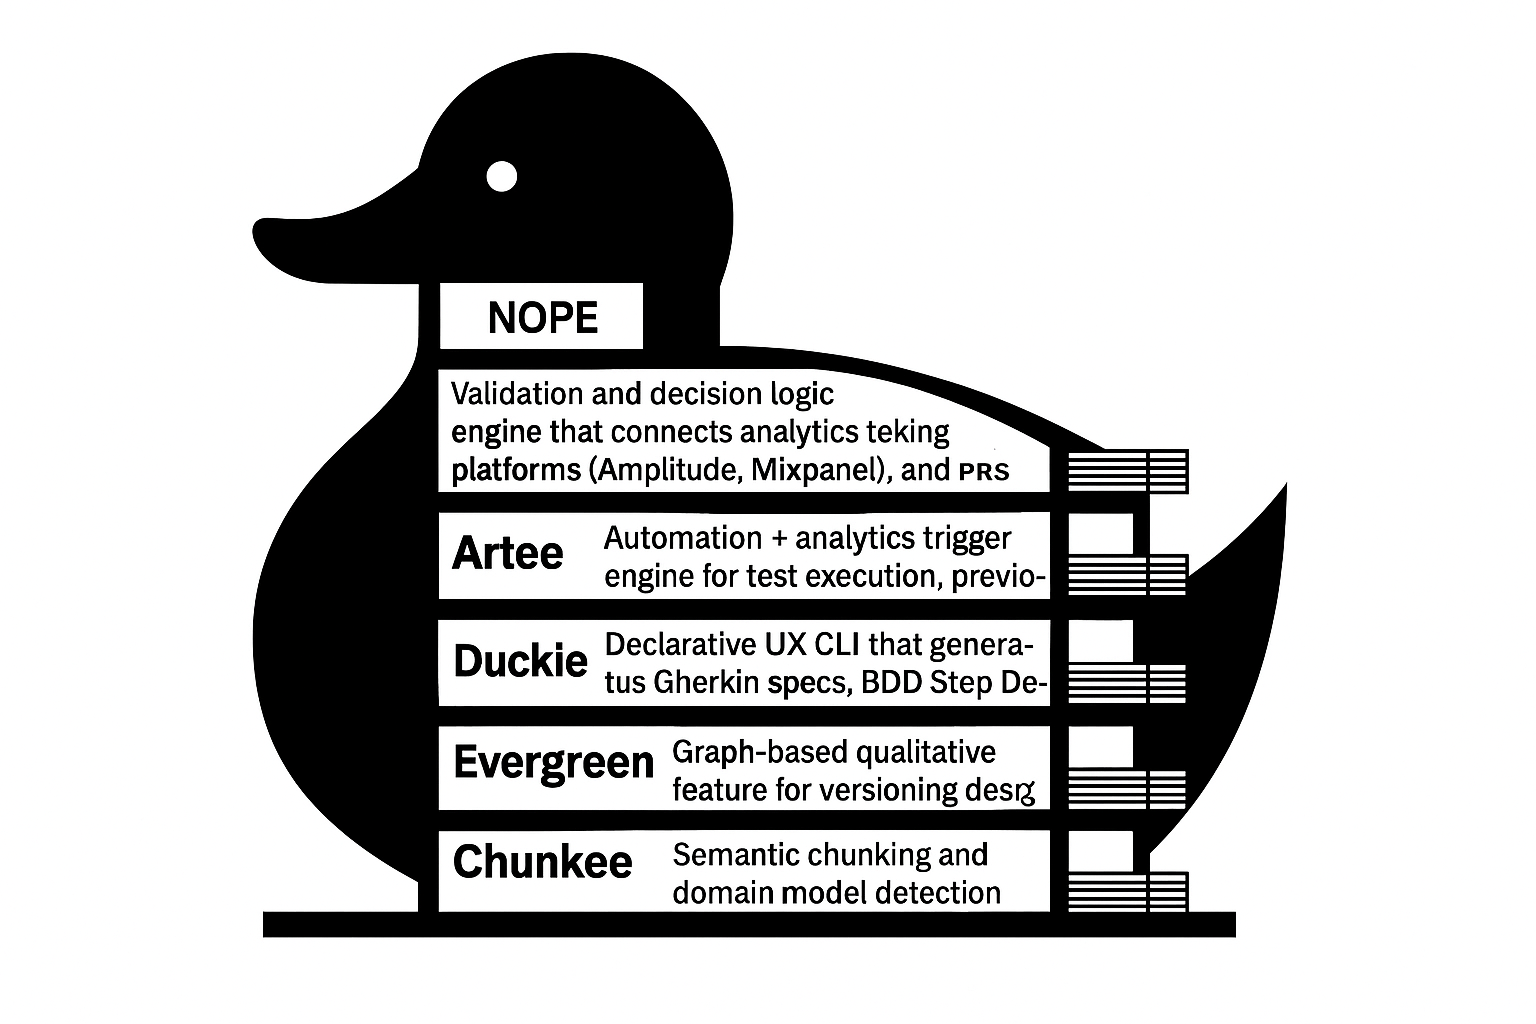 NOPE
Validation and decision logic
engine that connects analytics teking
platforms (Amplitude, Mixpanel), and PRS
Artee
Automation + analytics trigger
engine for test execution, previo-
Duckie
Declarative UX CLI that genera-
tus Gherkin specs, BDD Step De-
Evergreen
Graph-based qualitative
feature for versioning
Chunkee
Semantic chunking and
domain model detection